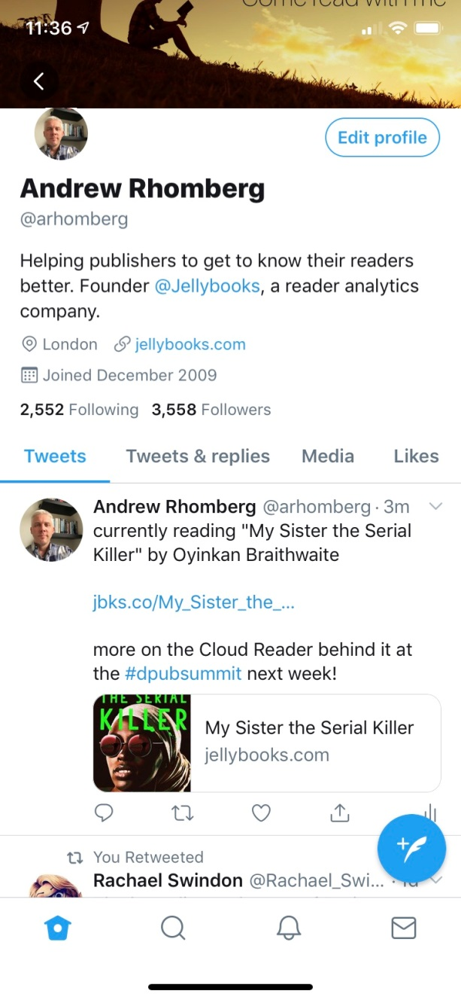 Come read with me
11:36
Edit profile
Andrew Rhomberg
@arhomberg
Helping publishers to get to know their readers
better. Founder @Jellybooks, a reader analytics
company.
London jellybooks.com
Joined December 2009
2,552 Following 3,558 Followers
Tweets Tweets & replies Media Likes
Andrew Rhomberg @arhomberg · 3m
currently reading "My Sister the Serial
Killer" by Oyinkan Braithwaite
jbks.co/My_Sister_the_...
more on the Cloud Reader behind it at
the #dpubsummit next week!
THE SERIAL
KILLER
My Sister the Serial Killer
jellybooks.com
You Retweeted
Rachael Swindon @Rachael_Swi... ·